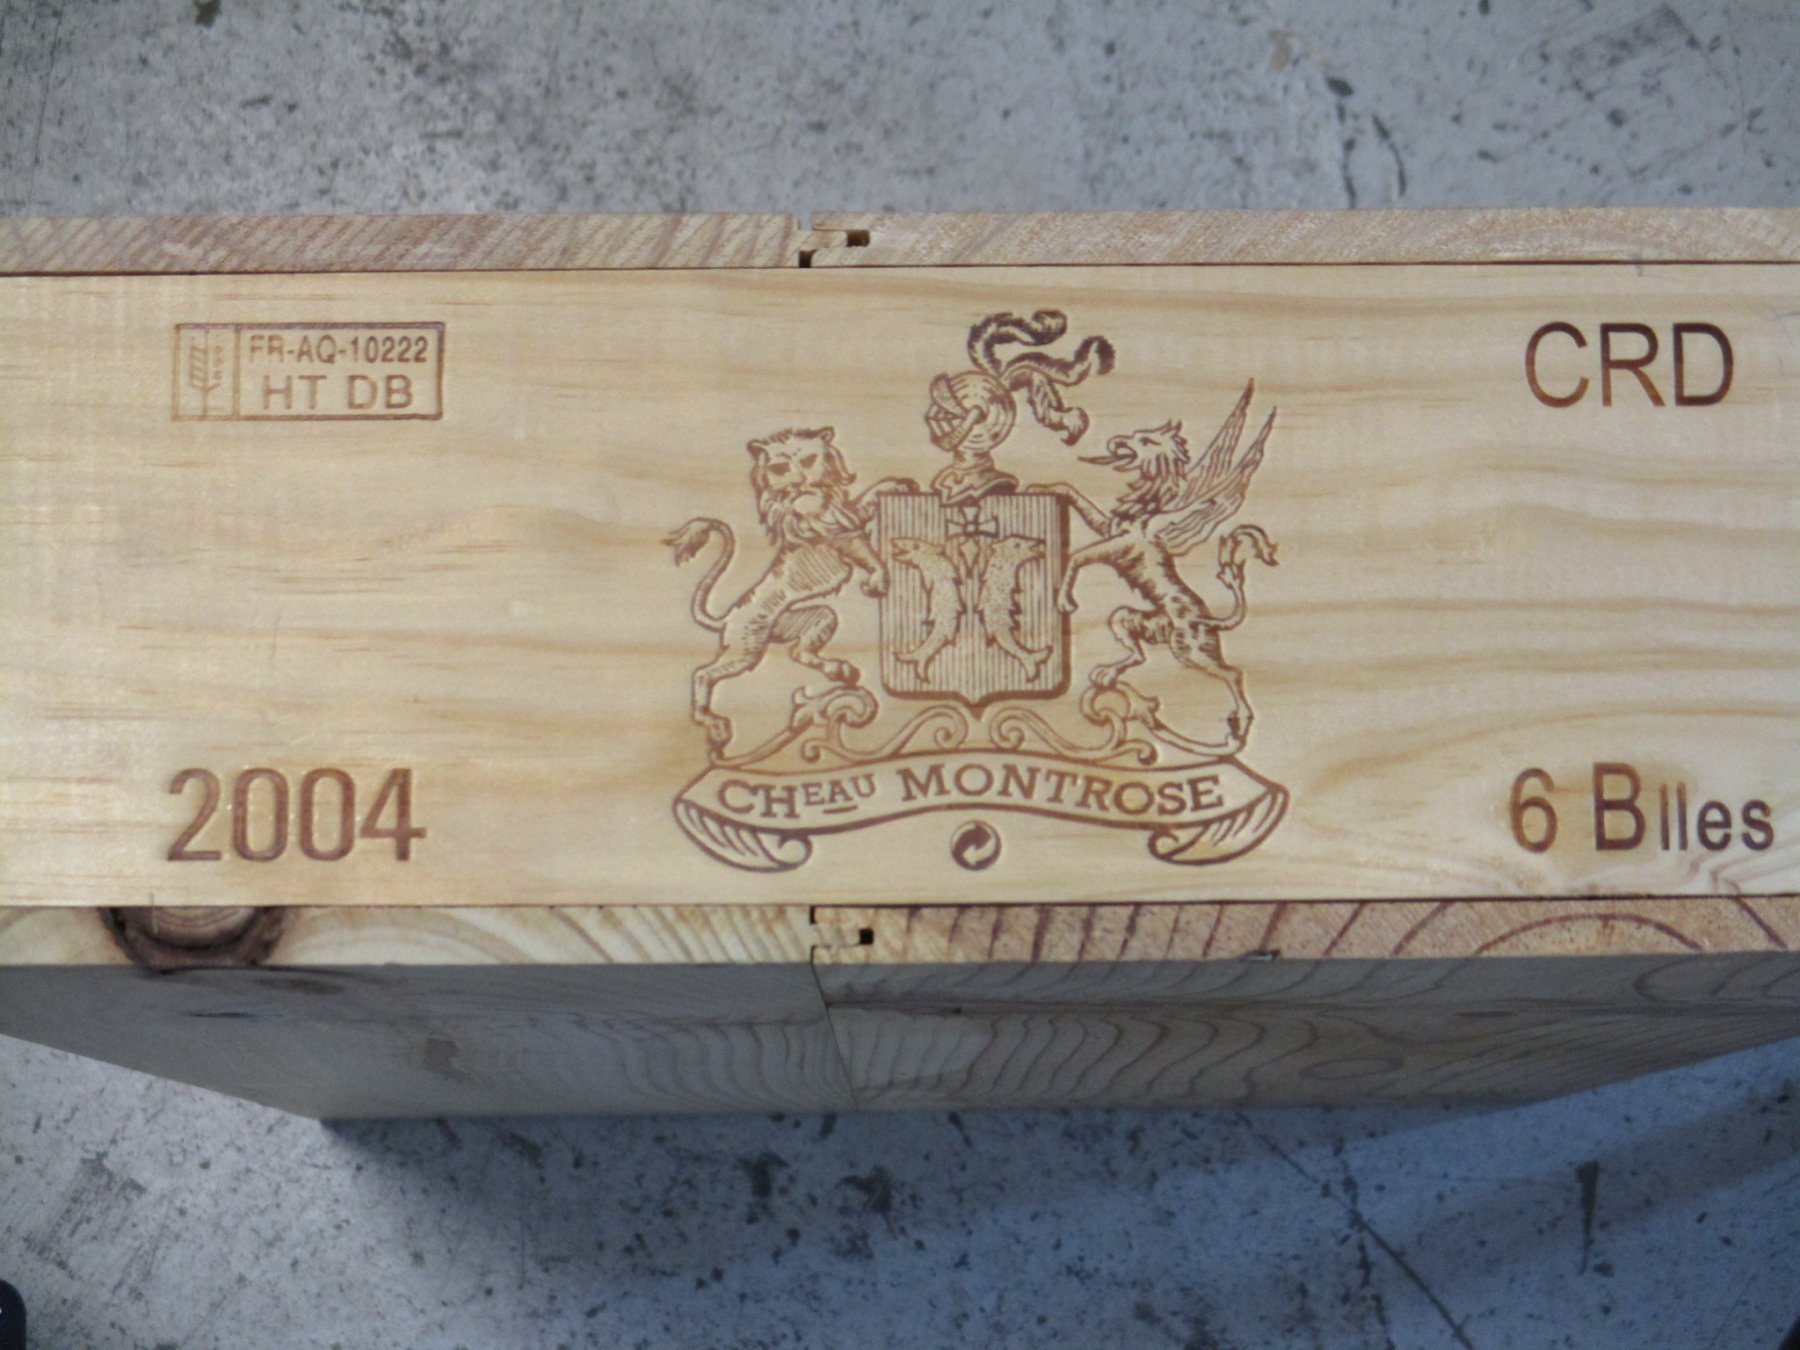 FR-AQ-10222
HT DB
CRD
2004
CHEAU MONTROSE
6 Blles